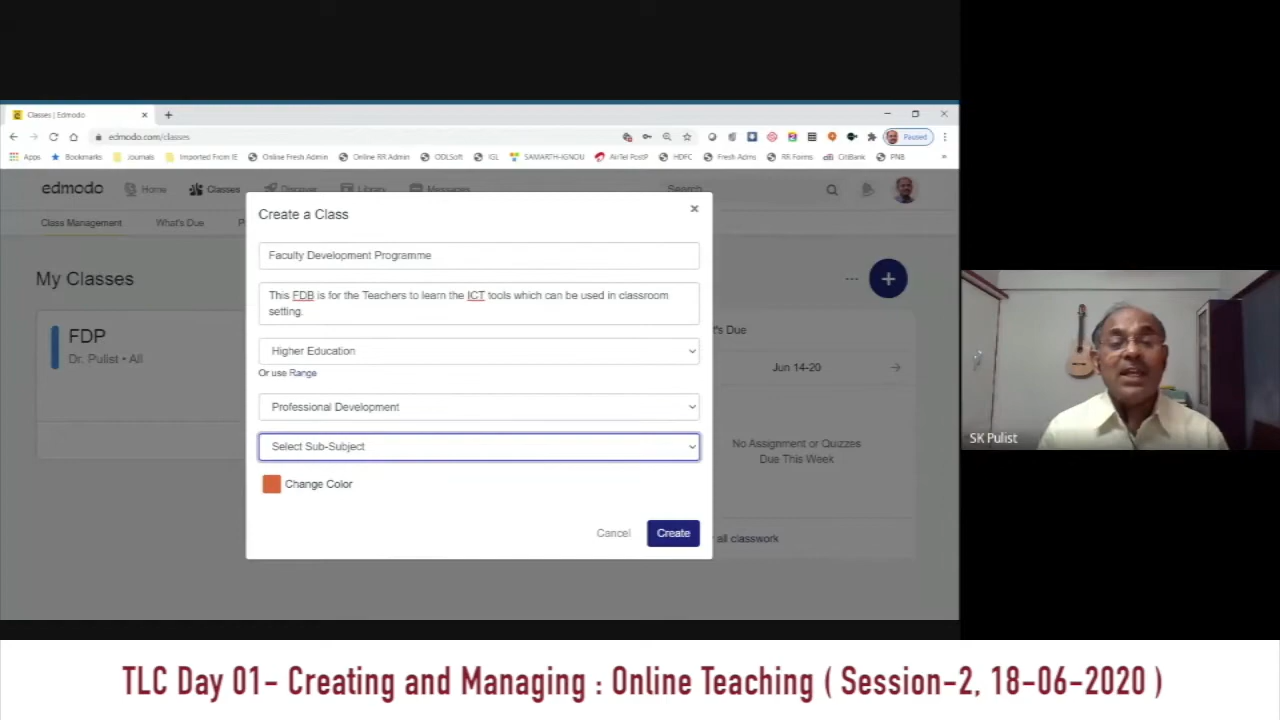 Classes | Edmodo
edmodo.com/classes
Paused
Apps Bookmarks Journals Imported From IE Online Fresh Admin Online RR Admin ODLSoft IGL SAMARTH-IGNOU AirTel PostP HDFC Fresh Adms RR Forms CitiBank PNB
edmodo Home Classes Discover Library Messages Search
Class Management What's Due P
Create a Class
My Classes
Faculty Development Programme
This FDB is for the Teachers to learn the ICT tools which can be used in classroom
setting.
FDP
Dr. Pulist • All
't's Due
Higher Education
Or use Range
Jun 14-20
Professional Development
Select Sub-Subject
No Assignment or Quizzes
Due This Week
SK Pulist
Change Color
Cancel Create
all classwork
TLC Day 01- Creating and Managing : Online Teaching ( Session-2, 18-06-2020 )